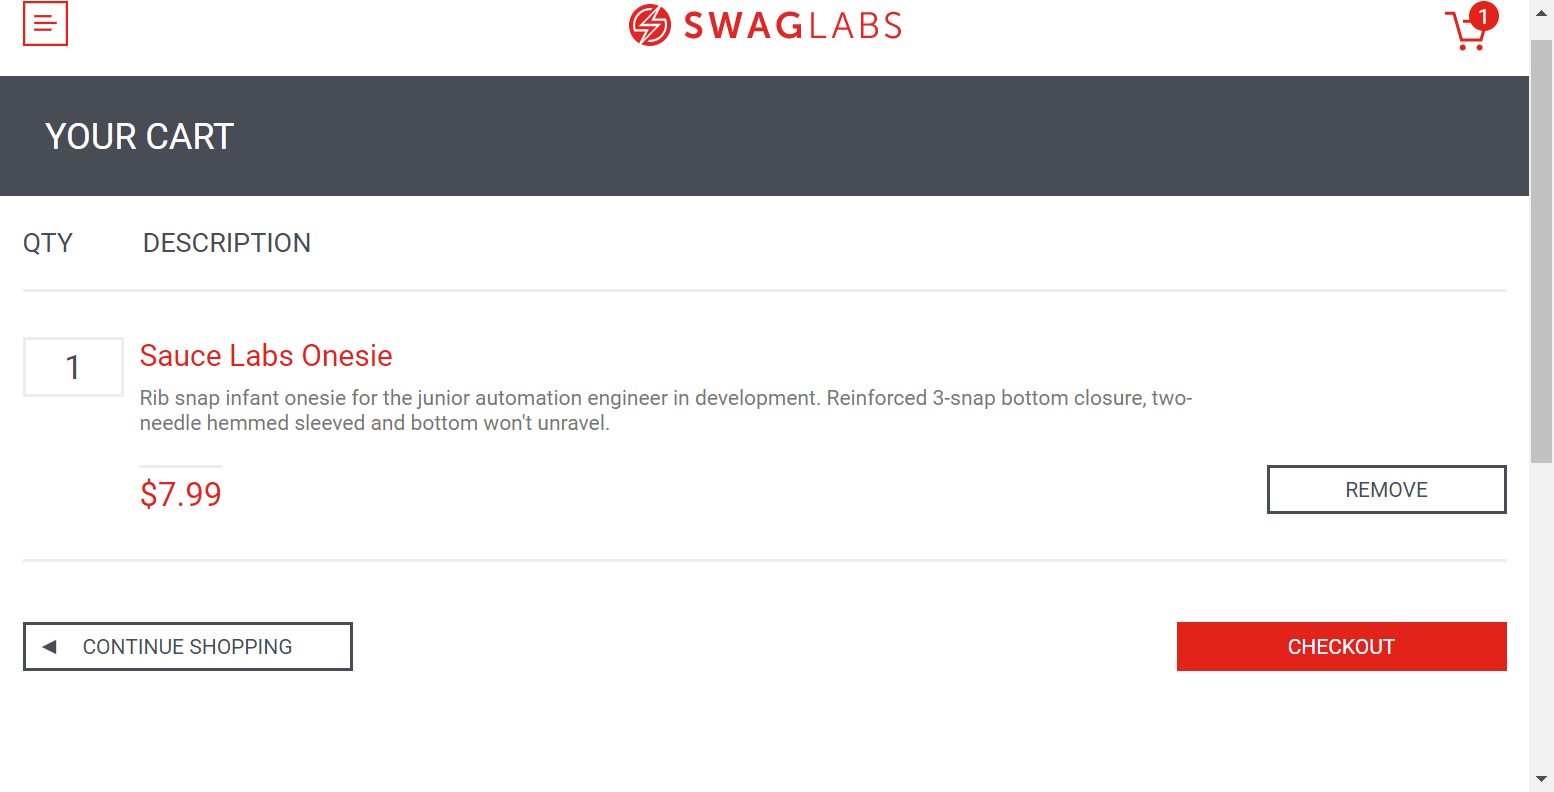 SWAGLABS
1
YOUR CART
QTY DESCRIPTION
1
Sauce Labs Onesie
Rib snap infant onesie for the junior automation engineer in development. Reinforced 3-snap bottom closure, two-
needle hemmed sleeved and bottom won't unravel.
$7.99
REMOVE
CONTINUE SHOPPING
CHECKOUT